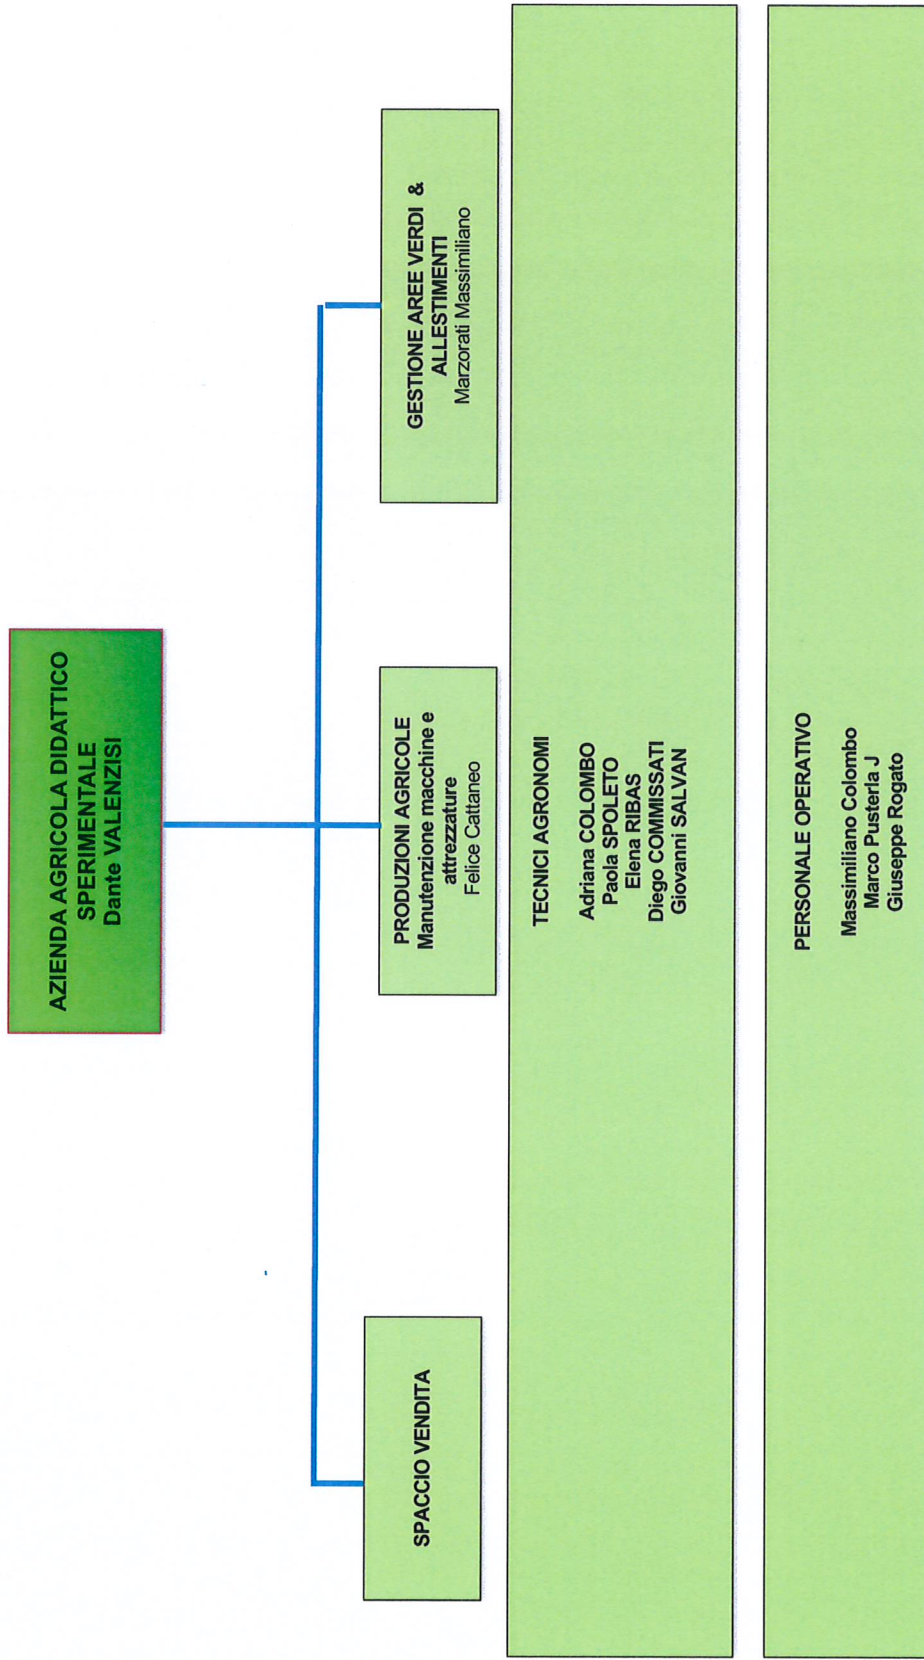 AZIENDA AGRICOLA DIDATTICO
SPERIMENTALE
Dante VALENZISI
SPACCIO VENDITA
PRODUZIONI AGRICOLE
Manutenzione macchine e
attrezzature
Felice Cattaneo
GESTIONE AREE VERDI &
ALLESTIMENTI
Marzorati Massimiliano
TECNICI AGRONOMI
Adriana COLOMBO
Paola SPOLETO
Elena RIBAS
Diego COMMISSATI
Giovanni SALVAN
PERSONALE OPERATIVO
Massimiliano Colombo
Marco Pusterla J
Giuseppe Rogato